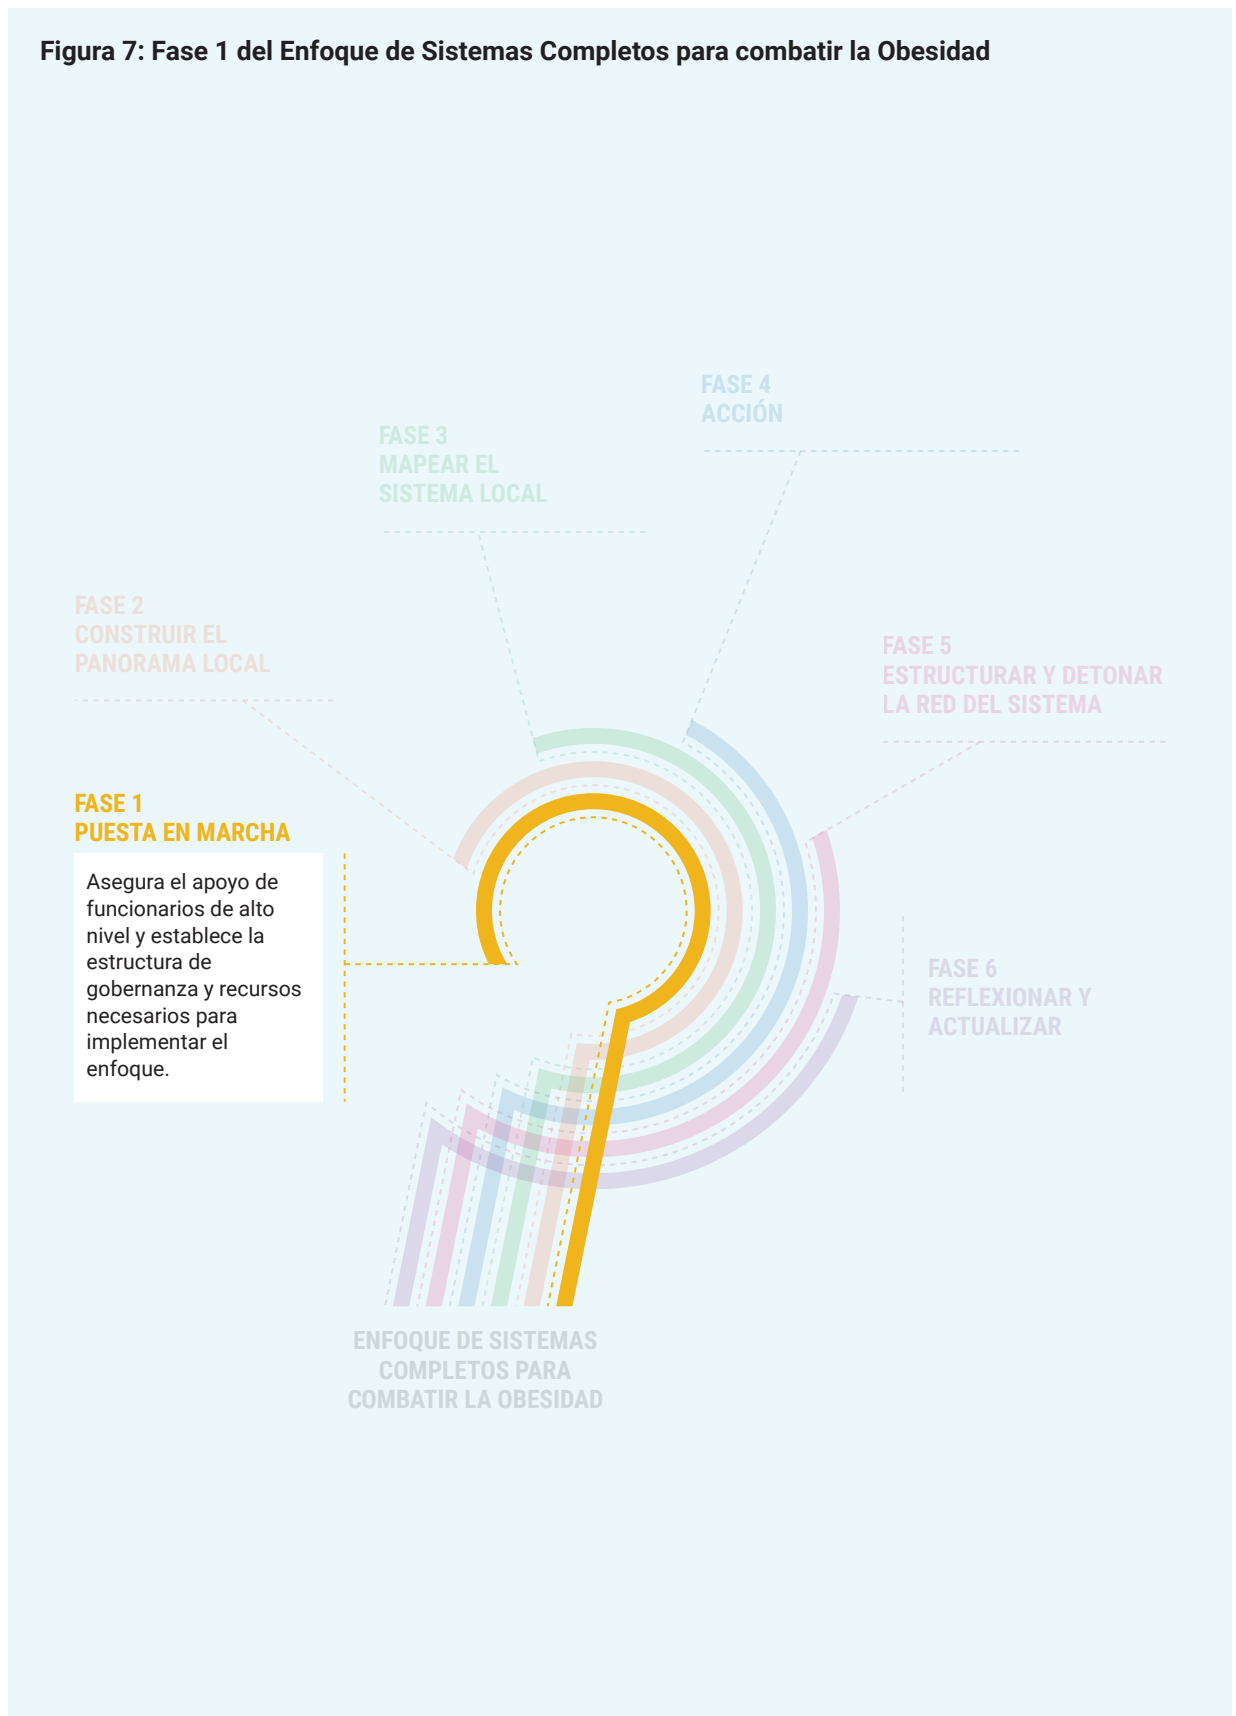 Figura 7: Fase 1 del Enfoque de Sistemas Completos para combatir la Obesidad
FASE 4
ACCIÓN
FASE 3
MAPEAR EL
SISTEMA LOCAL
FASE 2
CONSTRUIR EL
PANORAMA LOCAL
FASE 5
ESTRUCTURAR Y DETONAR
LA RED DEL SISTEMA
FASE 1
PUESTA EN MARCHA
Asegura el apoyo de
funcionarios de alto
nivel y establece la
estructura de
gobernanza y recursos
necesarios para
implementar el
enfoque.
FASE 6
REFLEXIONAR Y
ACTUALIZAR
ENFOQUE DE SISTEMAS
COMPLETOS PARA
COMBATIR LA OBESIDAD